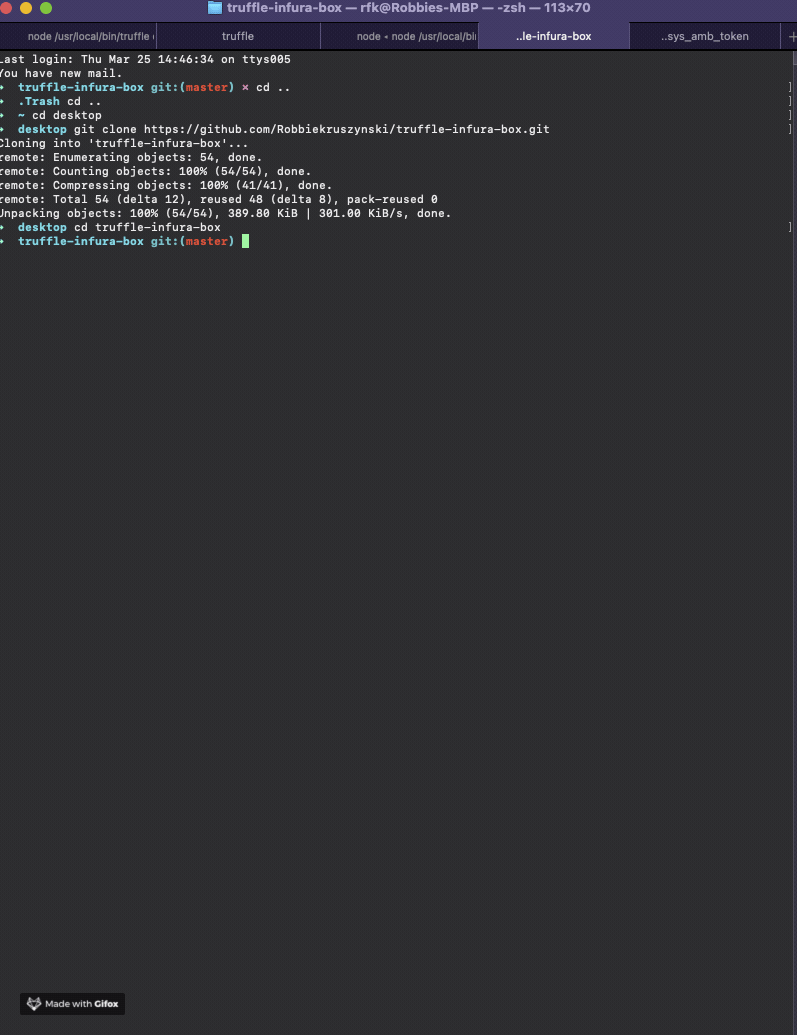 truffle-infura-box — rfk@Robbies-MBP — -zsh — 113×70
node /usr/local/bin/truffle
truffle
node ◂ node /usr/local/bin
..le-infura-box
..sys_amb_token
+
Last login: Thu Mar 25 14:46:34 on ttys005
You have new mail.
➜ truffle-infura-box git:(master) ✗ cd ..
➜ .Trash cd ..
➜ ~ cd desktop
➜ desktop git clone https://github.com/Robbiekruszynski/truffle-infura-box.git
Cloning into 'truffle-infura-box'...
remote: Enumerating objects: 54, done.
remote: Counting objects: 100% (54/54), done.
remote: Compressing objects: 100% (41/41), done.
remote: Total 54 (delta 12), reused 48 (delta 8), pack-reused 0
Unpacking objects: 100% (54/54), 389.80 KiB | 301.00 KiB/s, done.
➜ desktop cd truffle-infura-box
➜ truffle-infura-box git:(master)
Made with Gifox